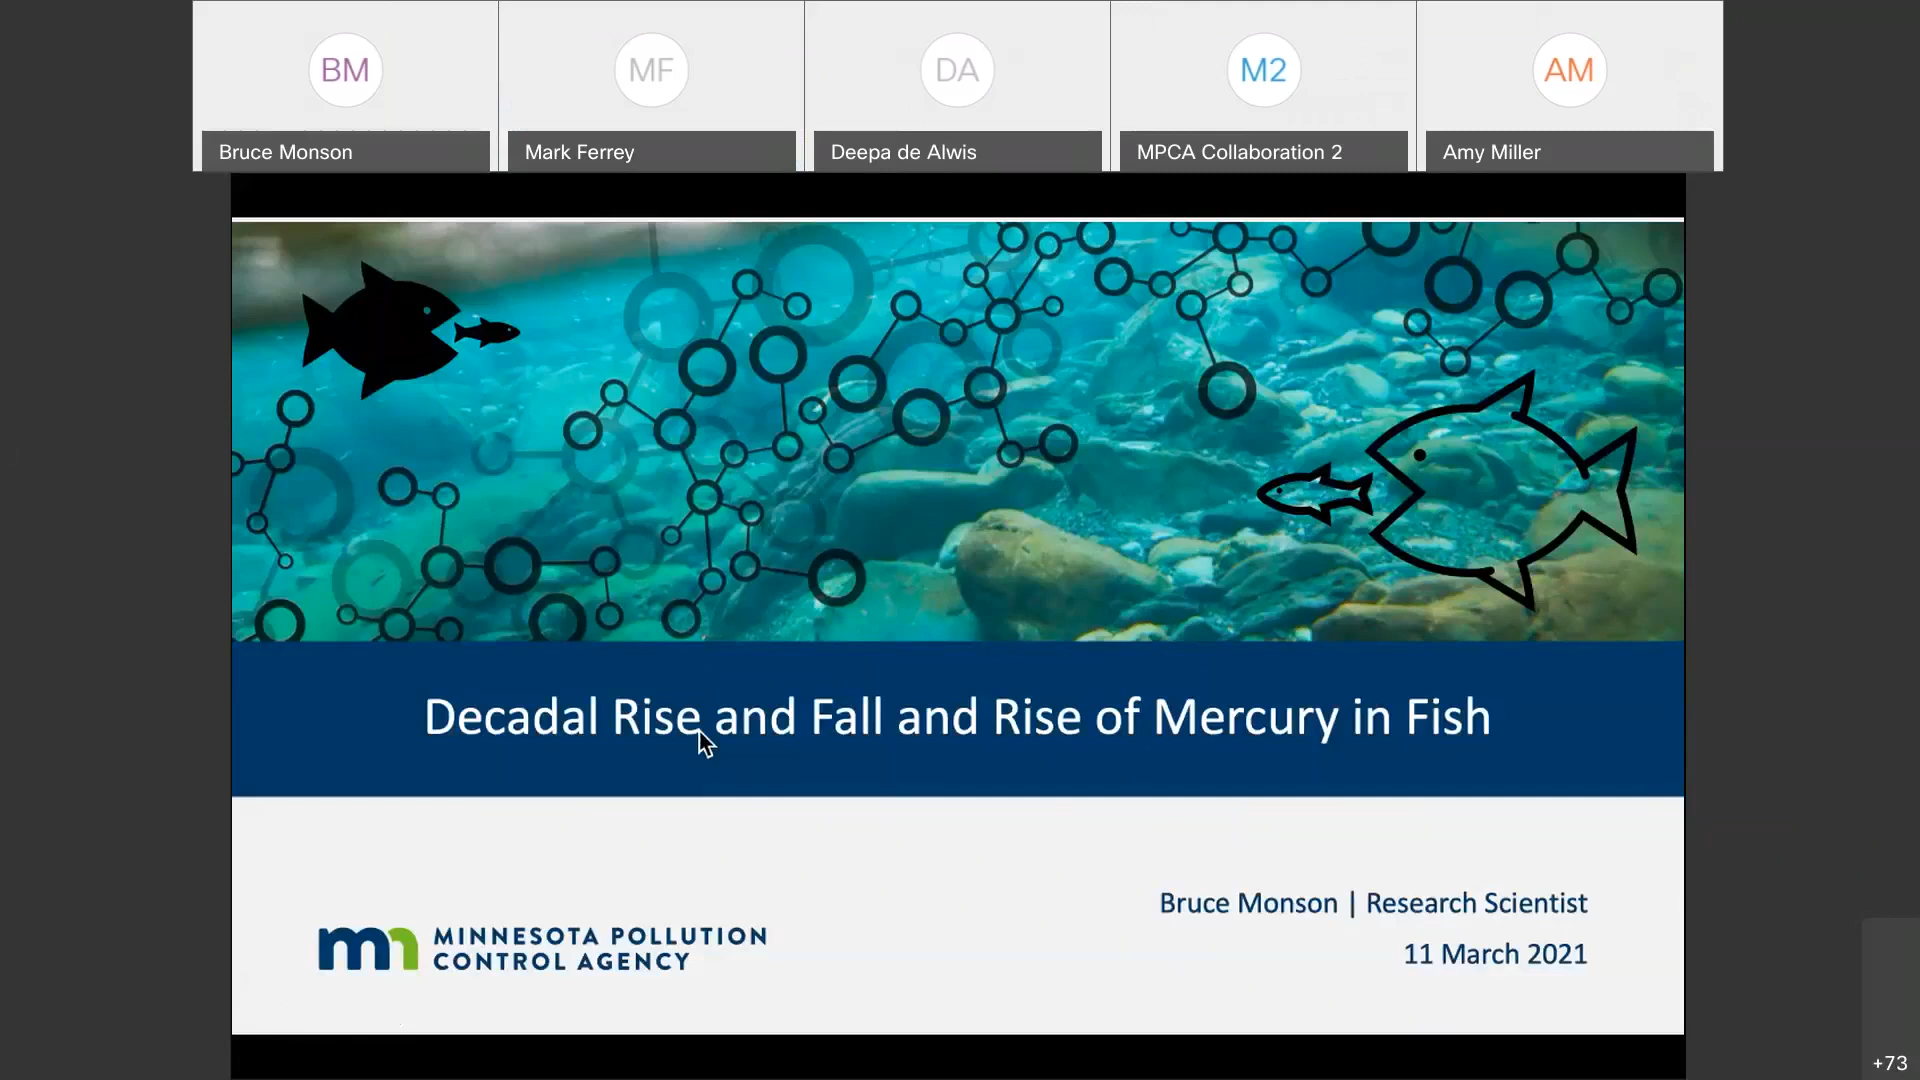 BM
MF
DA
M2
AM
Bruce Monson
Mark Ferrey
Deepa de Alwis
MPCA Collaboration 2
Amy Miller
Decadal Rise and Fall and Rise of Mercury in Fish
Bruce Monson | Research Scientist
11 March 2021
mn
MINNESOTA POLLUTION
CONTROL AGENCY
+73